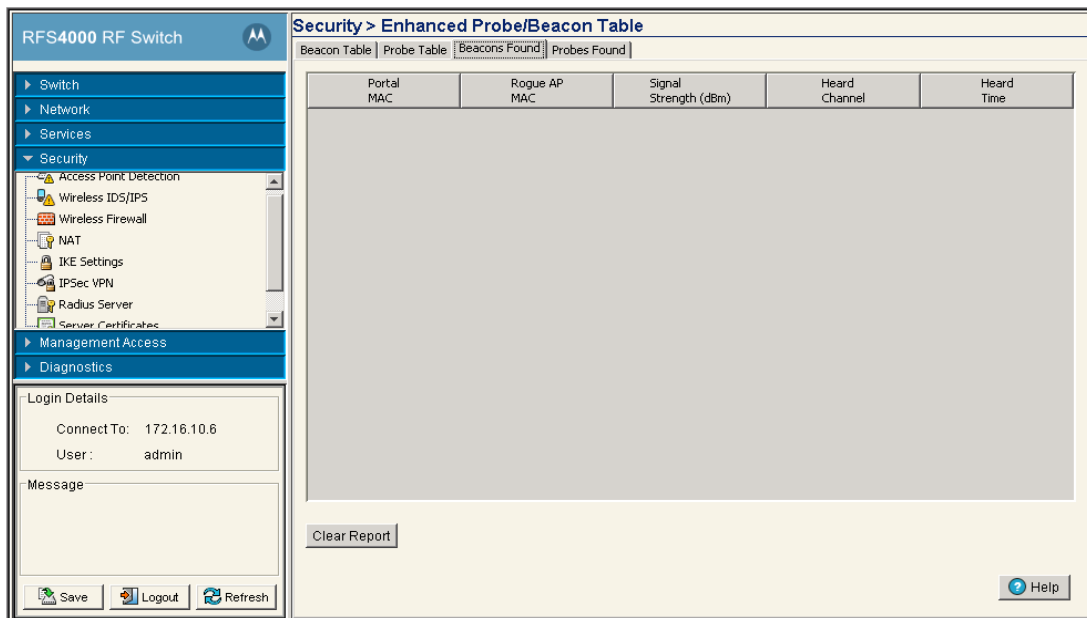 RFS4000 RF Switch
Switch
Network
Services
Security
Access Point Detection
Wireless IDS/IPS
Wireless Firewall
NAT
IKE Settings
IPSec VPN
Radius Server
Server Certificates
Management Access
Diagnostics
Login Details
Connect To: 172.16.10.6
User : admin
Message
Save Logout Refresh
Security > Enhanced Probe/Beacon Table
Beacon Table Probe Table Beacons Found Probes Found
Portal Rogue AP Signal Heard Heard
MAC MAC Strength (dBm) Channel Time
Clear Report
Help